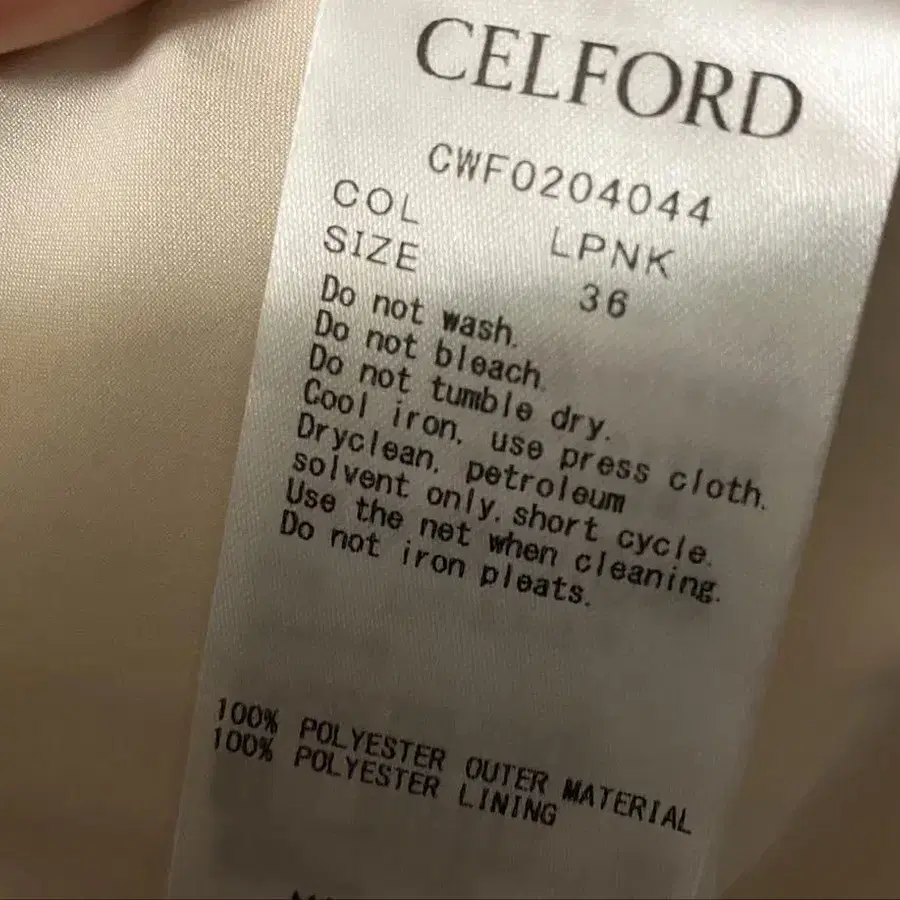 CELFORD
CWF0204044
COL LPNK
SIZE 36
Do not wash.
Do not bleach.
Do not tumble dry.
Cool iron, use press cloth.
Dryclean, petroleum
solvent only, short cycle.
Use the net when cleaning.
Do not iron pleats.
100% POLYESTER OUTER MATERIAL
100% POLYESTER LINING